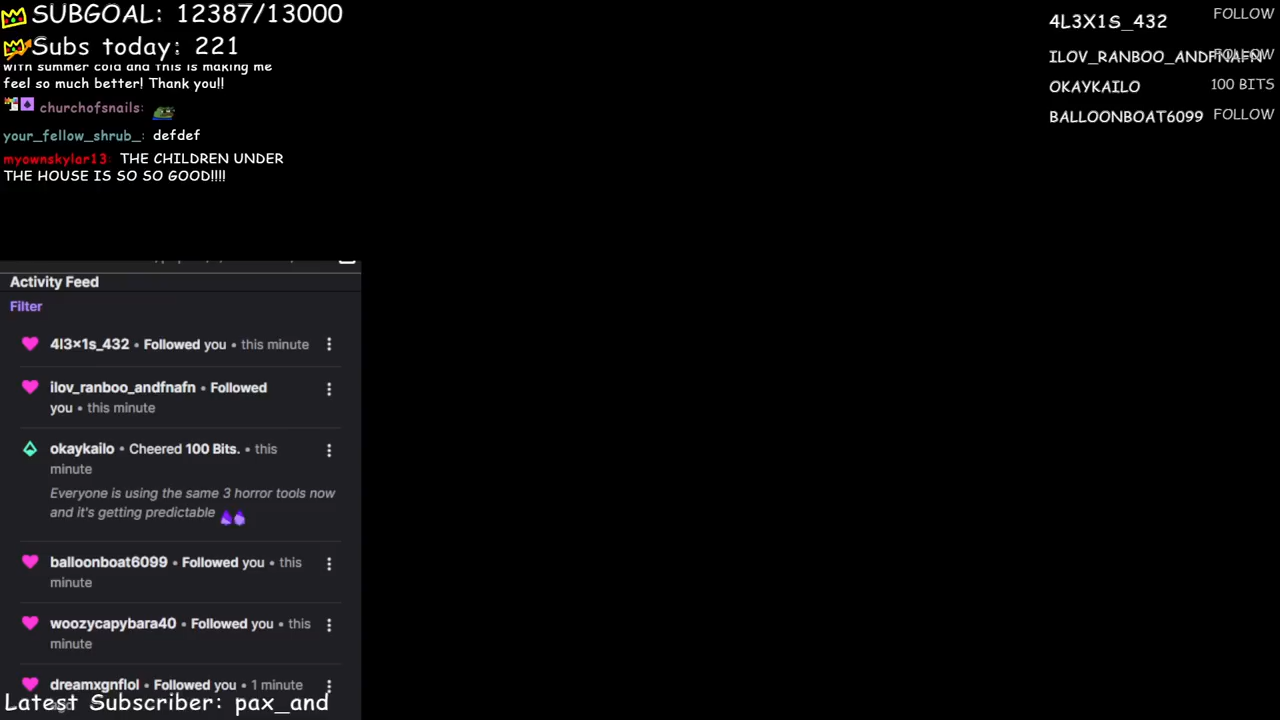 SUBGOAL: 12387/13000
Subs today: 221
with summer cold and this is making me
feel so much better! Thank you!!
churchofsnails:
your_fellow_shrub_: defdef
myownskylar13: THE CHILDREN UNDER
THE HOUSE IS SO SO GOOD!!!!
4L3X1S_432 FOLLOW
ILOV_RANBOO_ANDFNAFN FOLLOW
OKAYKAILO 100 BITS
BALLOONBOAT6099 FOLLOW
Activity Feed
Filter
4l3x1s_432 • Followed you • this minute
ilov_ranboo_andfnafn • Followed
you • this minute
okaykailo • Cheered 100 Bits. • this
minute
Everyone is using the same 3 horror tools now
and it's getting predictable
balloonboat6099 • Followed you • this
minute
woozycapybara40 • Followed you • this
minute
dreamxgnflol • Followed you • 1 minute
Latest Subscriber: pax_and